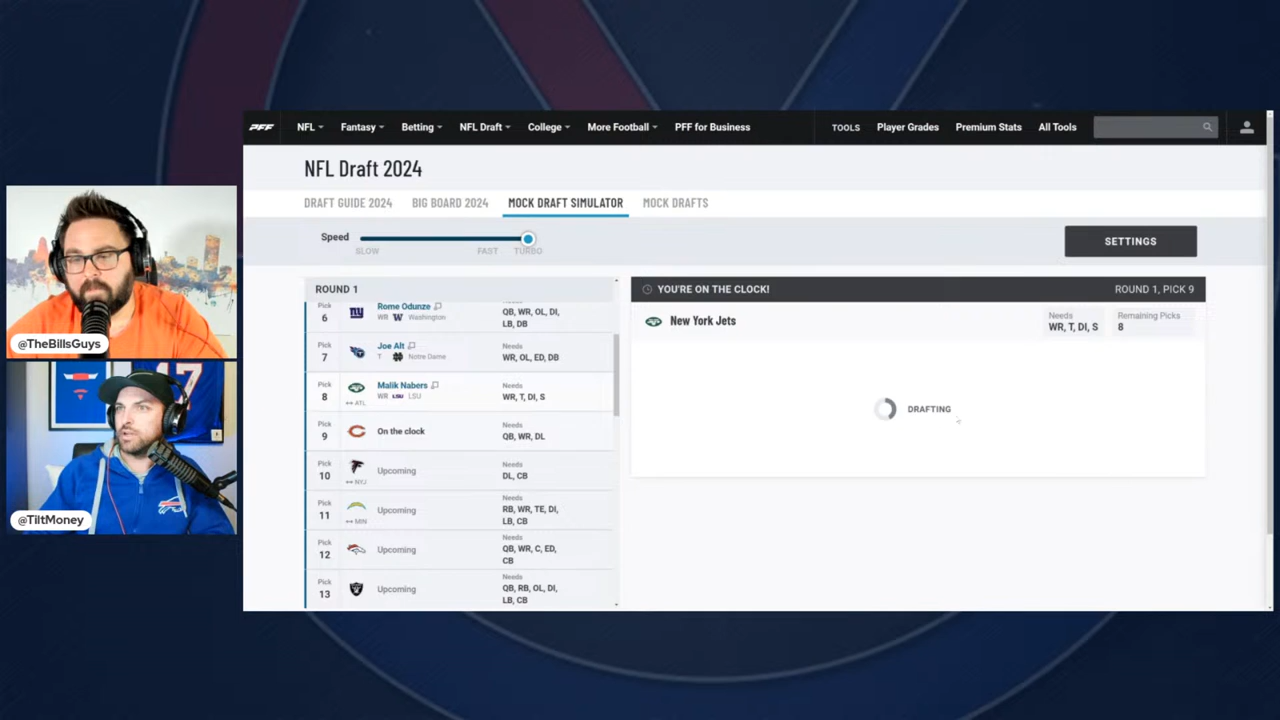 PFF NFL Fantasy Betting NFL Draft College More Football PFF for Business TOOLS Player Grades Premium Stats All Tools
NFL Draft 2024
DRAFT GUIDE 2024 BIG BOARD 2024 MOCK DRAFT SIMULATOR MOCK DRAFTS
Speed
SLOW FAST TURBO
SETTINGS
ROUND 1
Pick 6 Rome Odunze
WR W Washington
Needs
QB, WR, OL, DI,
LB, DB
Pick 7 Joe Alt
T Notre Dame
Needs
WR, OL, ED, DB
Pick 8 Malik Nabers
WR LSU LSU
↔ ATL
Needs
WR, T, DI, S
Pick 9 On the clock
Needs
QB, WR, DL
Pick 10 Upcoming
↔ NYJ
Needs
DL, CB
Pick 11 Upcoming
↔ MIN
Needs
RB, WR, TE, DI,
LB, CB
Pick 12 Upcoming
Needs
QB, WR, C, ED,
CB
Pick 13 Upcoming
Needs
QB, RB, OL, DI,
LB, CB
YOU'RE ON THE CLOCK! ROUND 1, PICK 9
New York Jets
Needs
WR, T, DI, S
Remaining Picks
8
DRAFTING
@TheBillsGuys
17
@TiltMoney